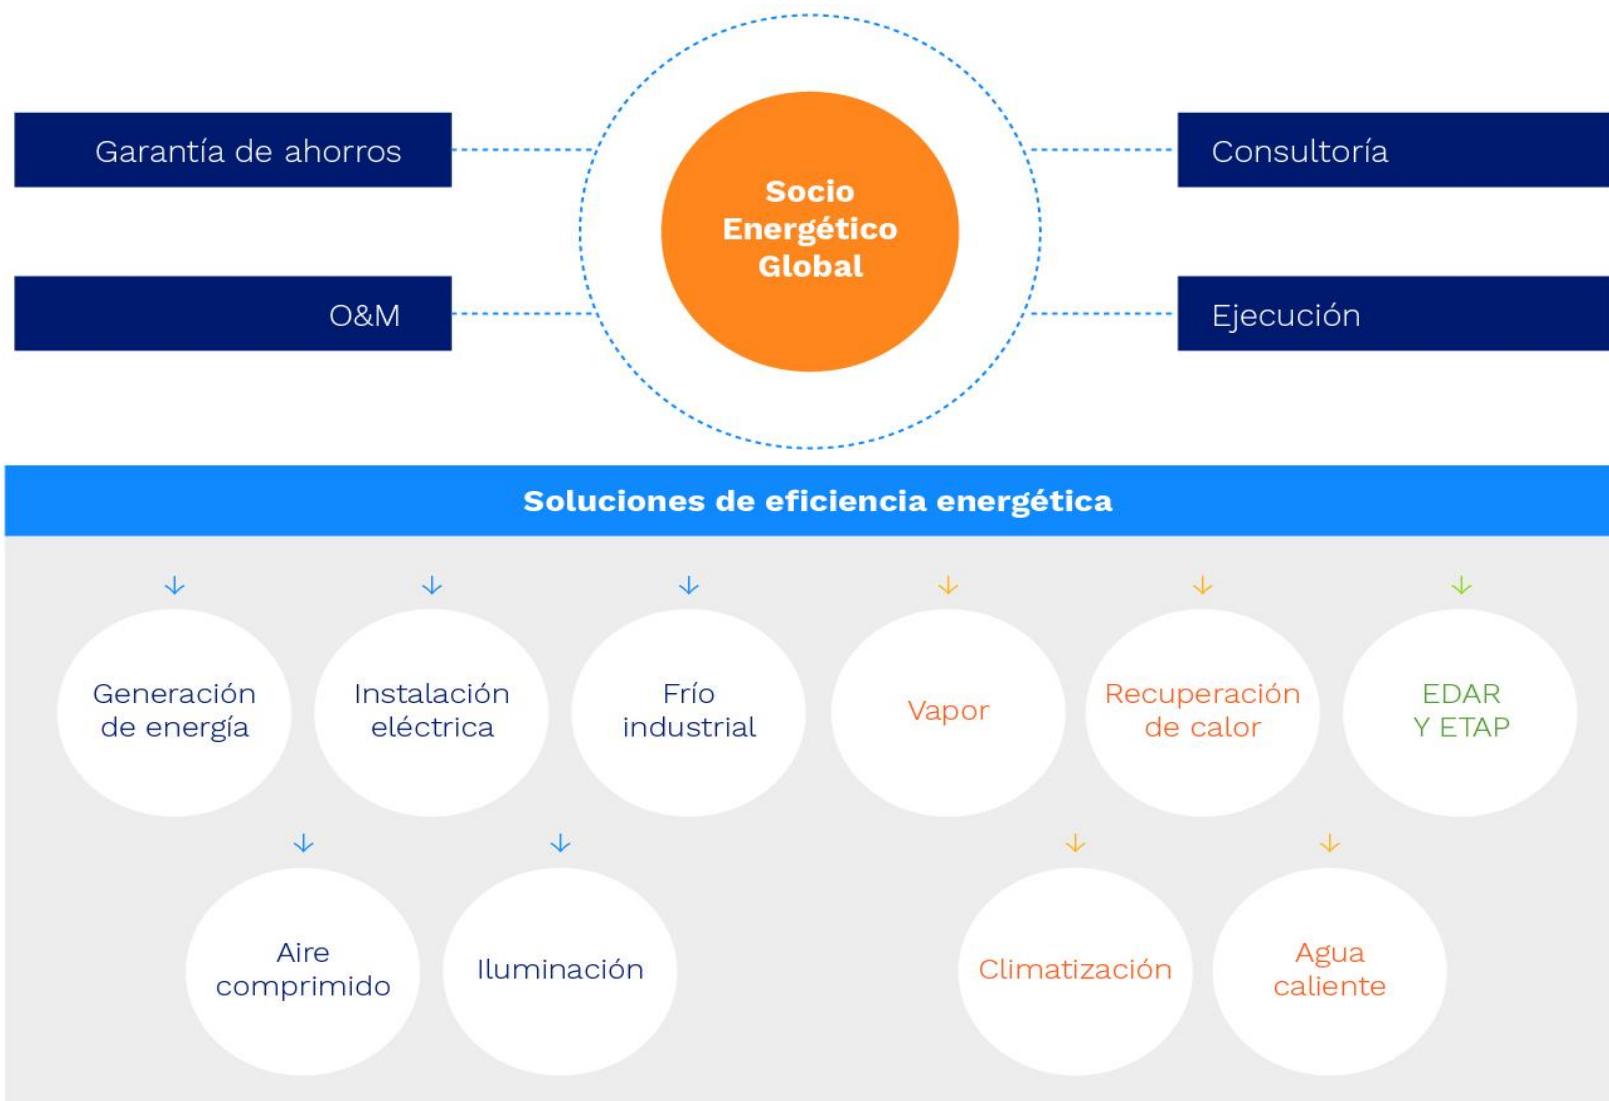 Garantía de ahorros
Consultoría
Socio
Energético
Global
O&M
Ejecución
Soluciones de eficiencia energética
Generación
de energía
Instalación
eléctrica
Frío
industrial
Vapor
Recuperación
de calor
EDAR
Y ETAP
Aire
comprimido
Iluminación
Climatización
Agua
caliente